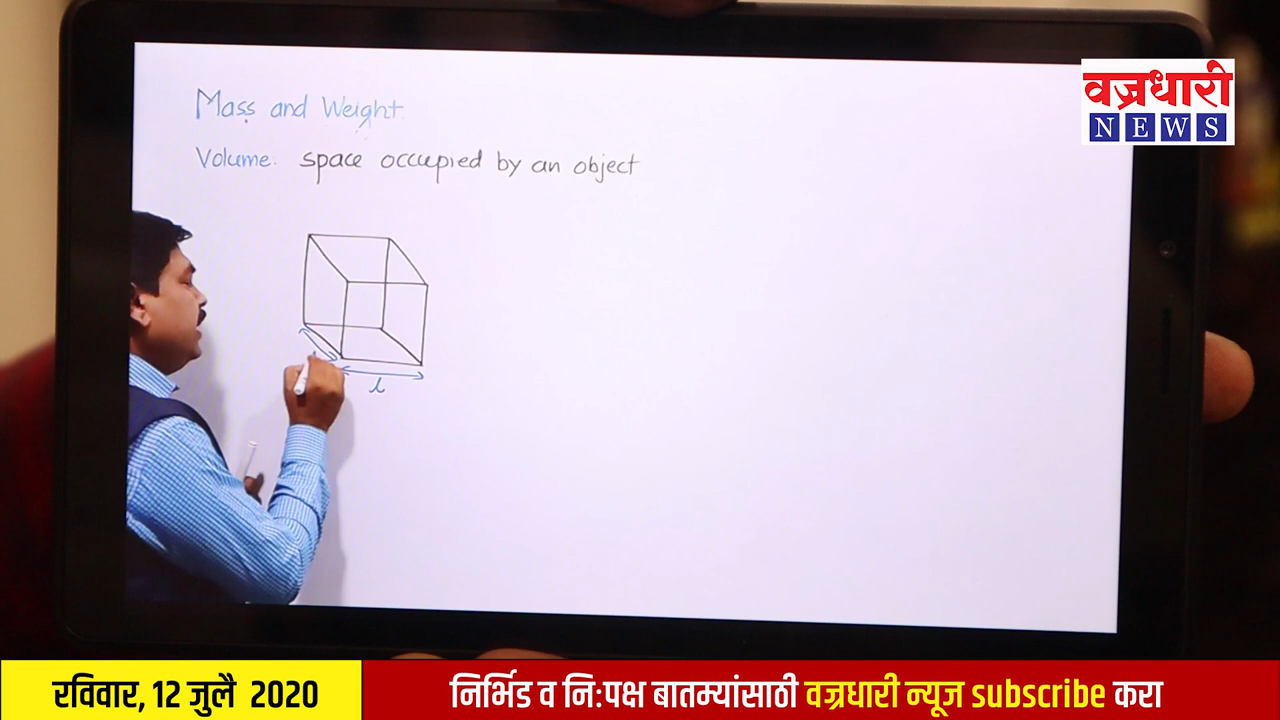 Mass and Weight.
वज्रधारी
NEWS
Volume. space occupied by an object
l
रविवार, 12 जुलै 2020
निर्भिड व नि:पक्ष बातम्यांसाठी वज्रधारी न्यूज subscribe करा